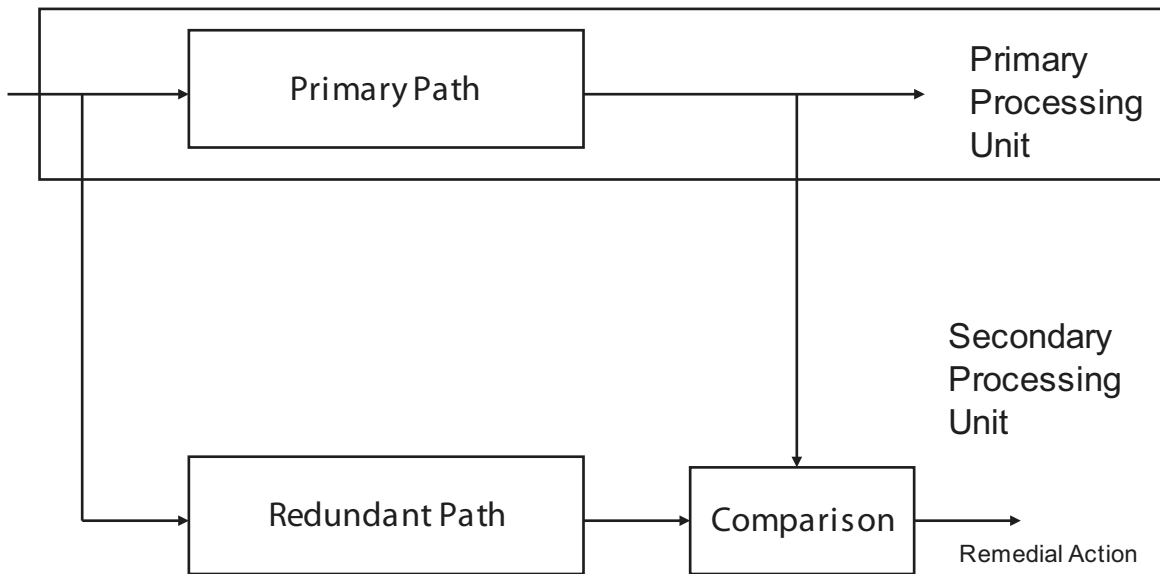 Primary Path
Primary
Processing
Unit
Secondary
Processing
Unit
Redundant Path
Comparison
Remedial Action